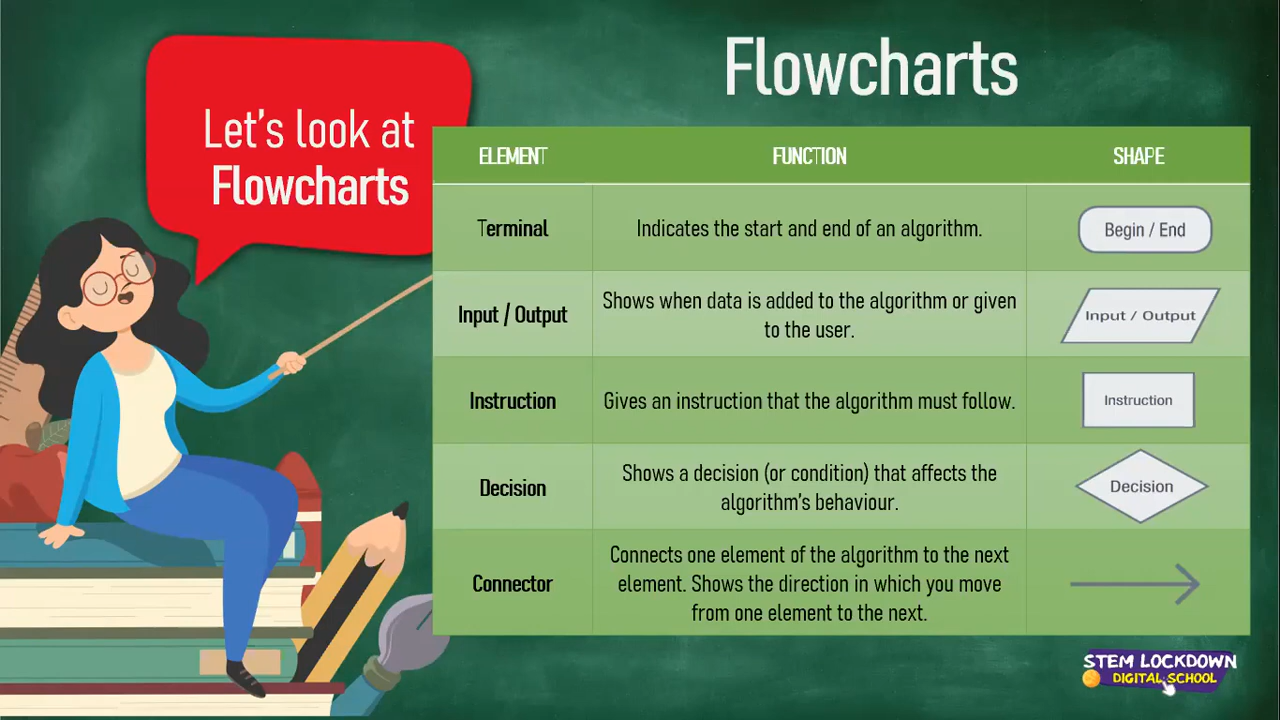 Flowcharts
Let's look at
Flowcharts
ELEMENT FUNCTION SHAPE
Terminal Indicates the start and end of an algorithm. Begin / End
Input / Output Shows when data is added to the algorithm or given
to the user. Input / Output
Instruction Gives an instruction that the algorithm must follow. Instruction
Decision Shows a decision (or condition) that affects the
algorithm's behaviour. Decision
Connector Connects one element of the algorithm to the next
element. Shows the direction in which you move
from one element to the next.
STEM LOCKDOWN
DIGITAL SCHOOL